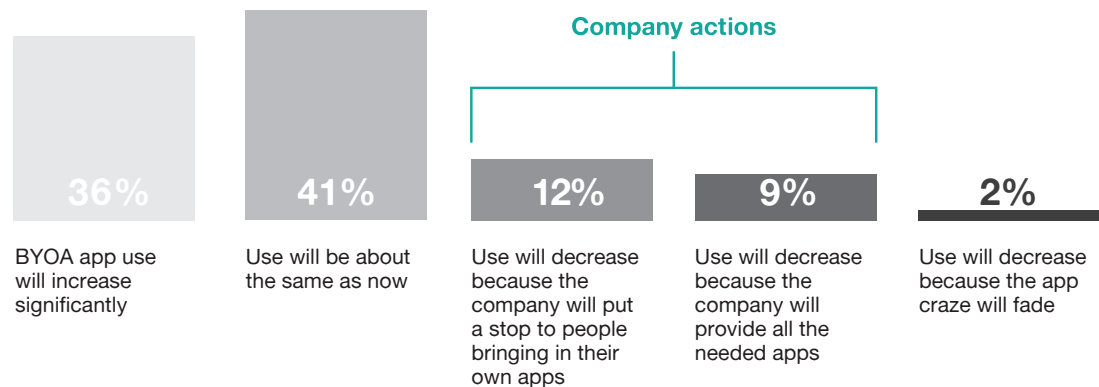 Company actions
36%
41%
12%
9%
2%
BYOA app use
will increase
significantly
Use will be about
the same as now
Use will decrease
because the
company will put
a stop to people
bringing in their
own apps
Use will decrease
because the
company will
provide all the
needed apps
Use will decrease
because the app
craze will fade